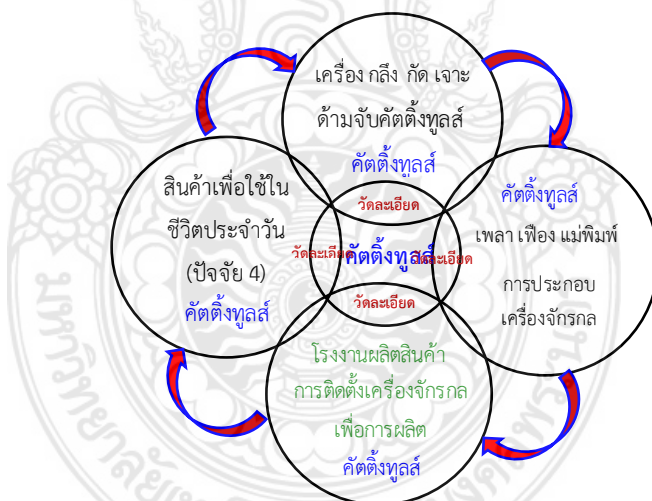 เครื่อง กลึง กัด เจาะ
ด้ามจับคัตติ้งทูลส์
คัตติ้งทูลส์
สินค้าเพื่อใช้ใน
ชีวิตประจำวัน
(ปัจจัย 4)
คัตติ้งทูลส์
วัดละเอียด
วัดละเอียด
คัตติ้งทูลส์
วัดละเอียด
วัดละเอียด
คัตติ้งทูลส์
เพลา เฟือง แม่พิมพ์
การประกอบ
เครื่องจักรกล
โรงงานผลิตสินค้า
การติดตั้งเครื่องจักรกล
เพื่อการผลิต
คัตติ้งทูลส์